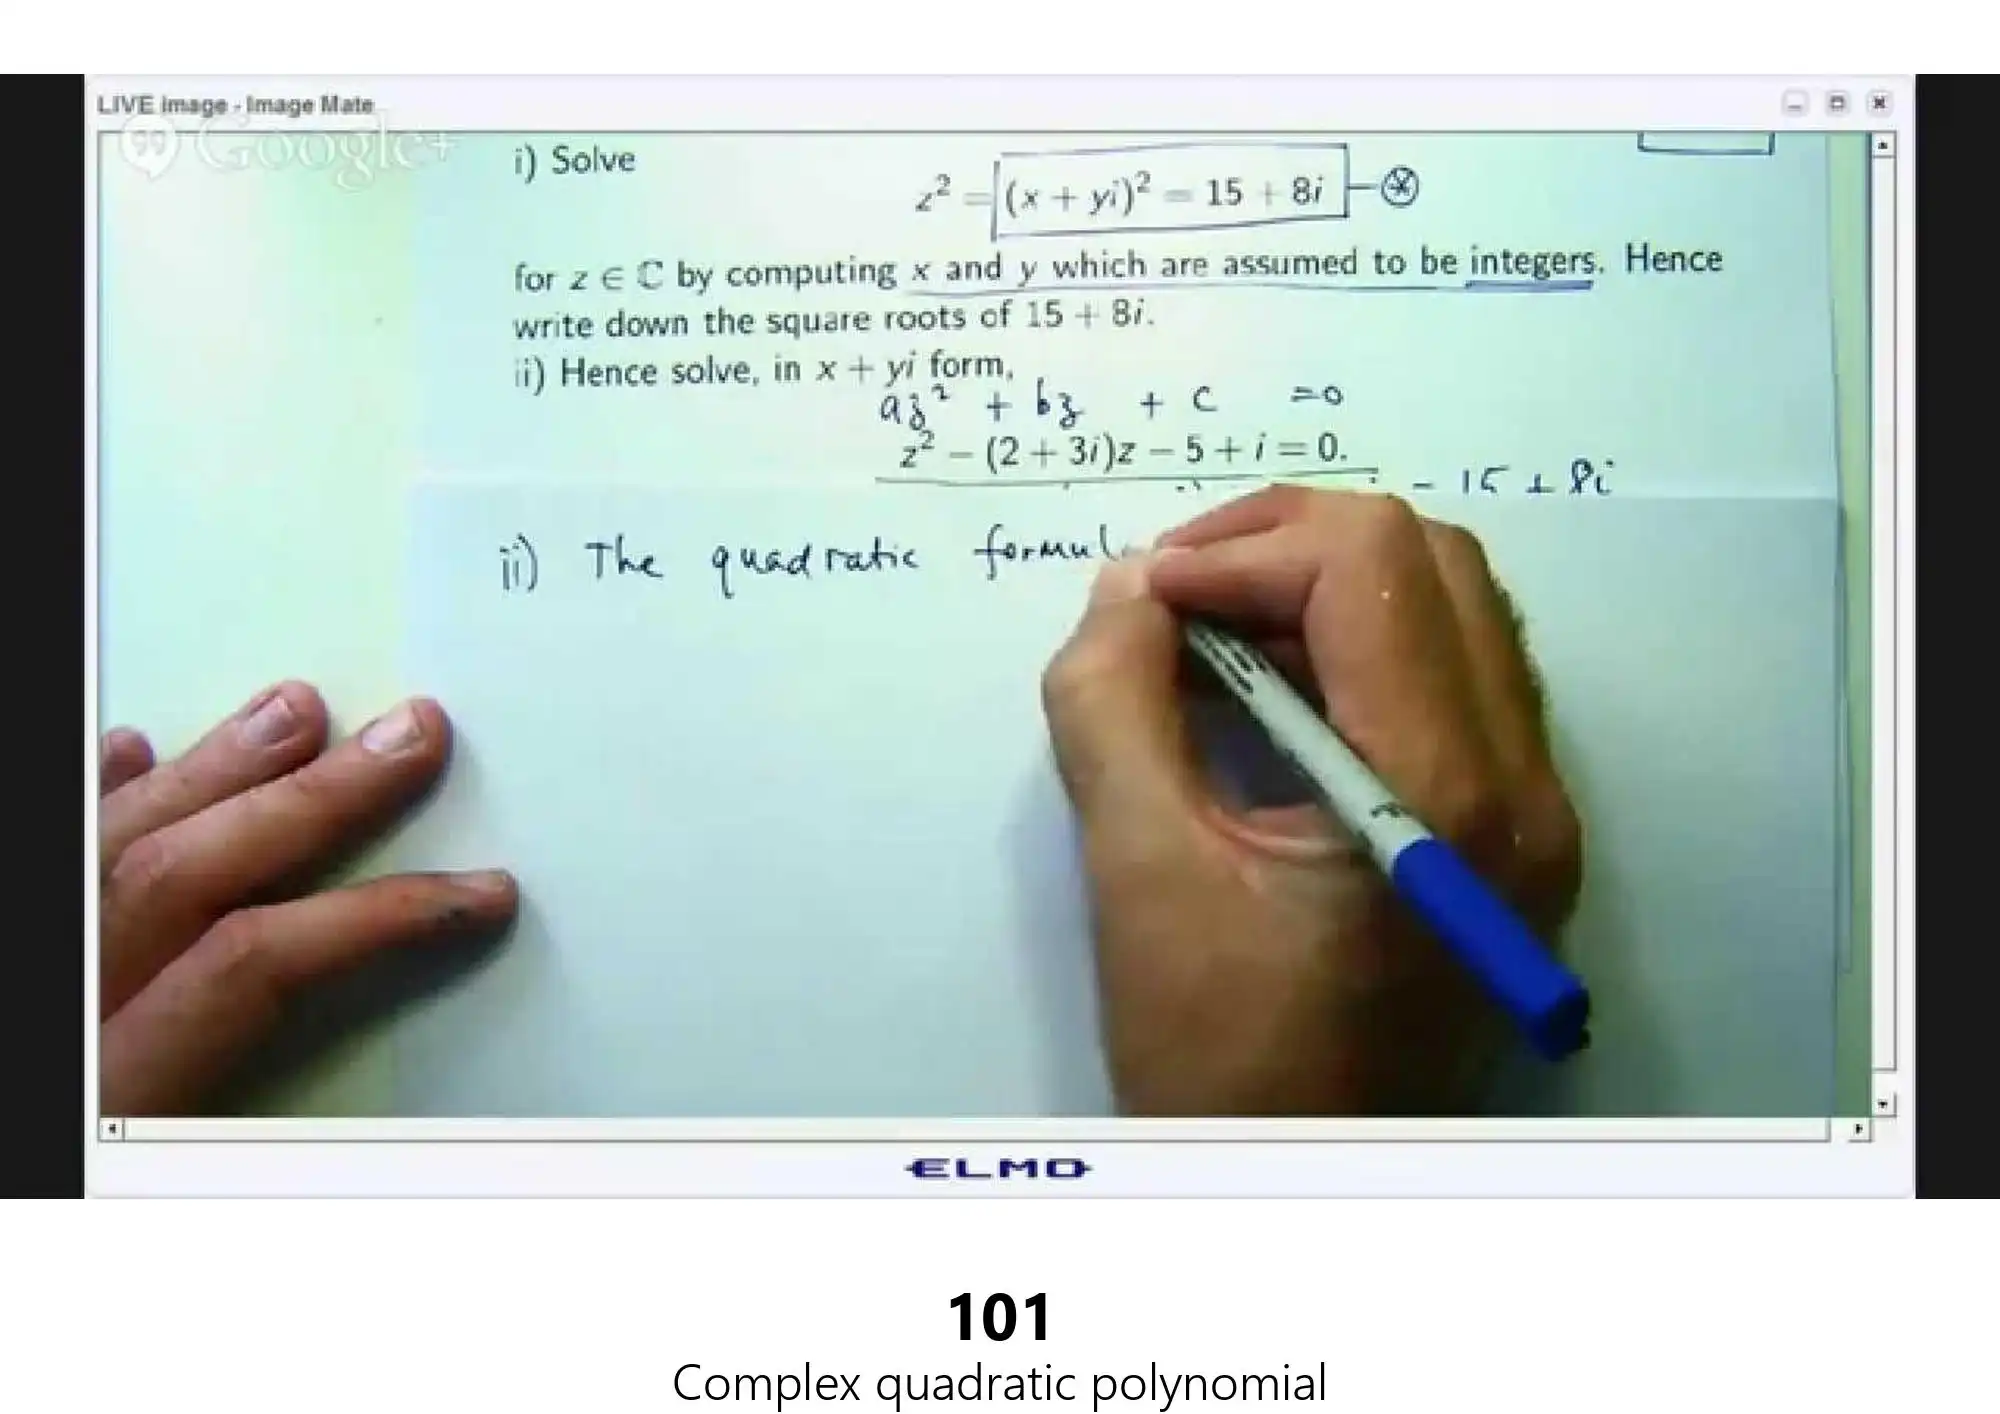 LIVE image - Image Mate
Google+
i) Solve
z² = (x + yi)² = 15 + 8i
for z ∈ ℂ by computing x and y which are assumed to be integers. Hence
write down the square roots of 15 + 8i.
ii) Hence solve, in x + yi form,
az² + bz + c =0
z² − (2 + 3i)z − 5 + i = 0.
- 15 + 8i
ii) The quadratic
ELMO
101
Complex quadratic polynomial